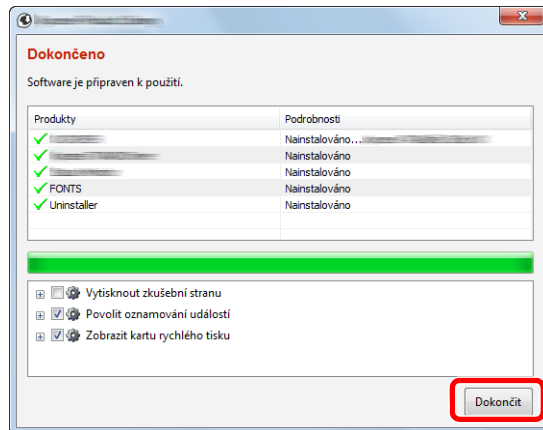 Dokončeno
Software je připraven k použití.
Produkty Podrobnosti
Nainstalováno...
Nainstalováno
Nainstalováno
FONTS Nainstalováno
Uninstaller Nainstalováno
Vytisknout zkušební stranu
Povolit oznamování událostí
Zobrazit kartu rychlého tisku
Dokončit